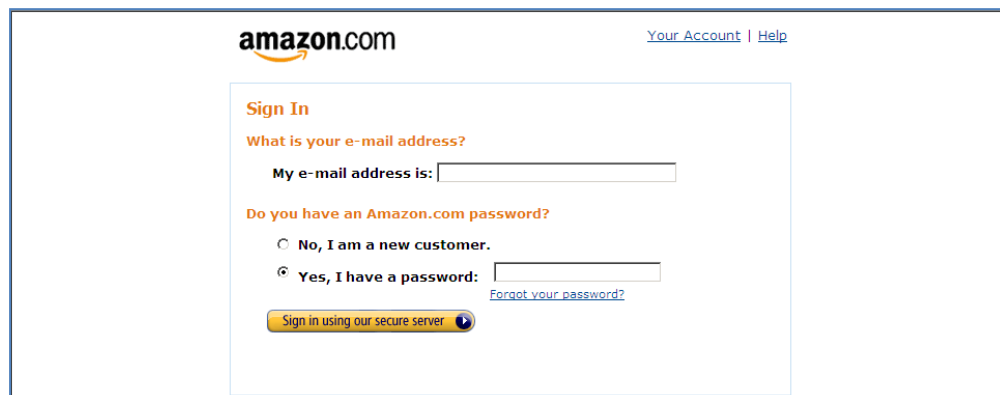 amazon.com
Your Account | Help
Sign In
What is your e-mail address?
My e-mail address is:
Do you have an Amazon.com password?
No, I am a new customer.
Yes, I have a password:
Forgot your password?
Sign in using our secure server